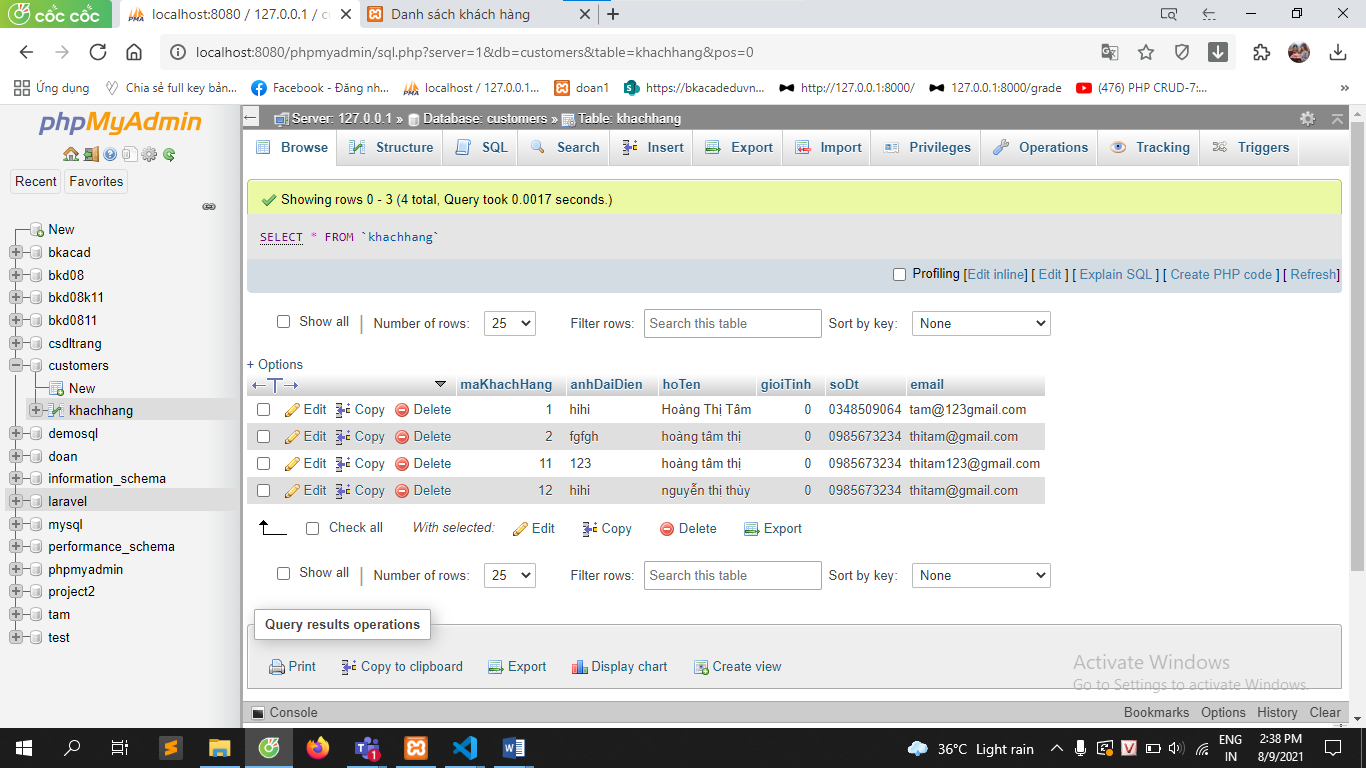 cốc cốc
localhost:8080 / 127.0.0.1 / c
Danh sách khách hàng
localhost:8080/phpmyadmin/sql.php?server=1&db=customers&table=khachhang&pos=0
Ứng dụng
Chia sẻ full key bản...
Facebook - Đăng nh...
localhost / 127.0.0.1...
doan1
https://bkacadeduvn...
http://127.0.0.1:8000/
127.0.0.1:8000/grade
(476) PHP CRUD-7:...
»
phpMyAdmin
Recent
Favorites
New
bkacad
bkd08
bkd08k11
bkd0811
csdltrang
customers
New
khachhang
demosql
doan
information_schema
laravel
mysql
performance_schema
phpmyadmin
project2
tam
test
Server: 127.0.0.1 » Database: customers » Table: khachhang
Browse Structure SQL Search Insert Export Import Privileges Operations Tracking Triggers
Showing rows 0 - 3 (4 total, Query took 0.0017 seconds.)
SELECT * FROM `khachhang`
Profiling [Edit inline] [ Edit ] [ Explain SQL ] [ Create PHP code ] [ Refresh]
Show all | Number of rows: 25 Filter rows: Search this table Sort by key: None
+ Options
maKhachHang anhDaiDien hoTen gioiTinh soDt email
Edit Copy Delete 1 hihi Hoàng Thị Tâm 0 0348509064 tam@123gmail.com
Edit Copy Delete 2 fgfgh hoàng tâm thị 0 0985673234 thitam@gmail.com
Edit Copy Delete 11 123 hoàng tâm thị 0 0985673234 thitam123@gmail.com
Edit Copy Delete 12 hihi nguyễn thị thùy 0 0985673234 thitam@gmail.com
Check all With selected: Edit Copy Delete Export
Show all | Number of rows: 25 Filter rows: Search this table Sort by key: None
Query results operations
Print Copy to clipboard Export Display chart Create view
Activate Windows
Go to Settings to activate Windows.
Console
Bookmarks Options History Clear
1
36°C Light rain
V
ENG
IN
2:38 PM
8/9/2021